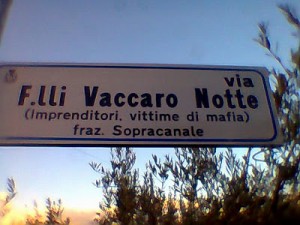 via
F.lli Vaccaro Notte
(Imprenditori, vittime di mafia)
fraz. Sopracanale